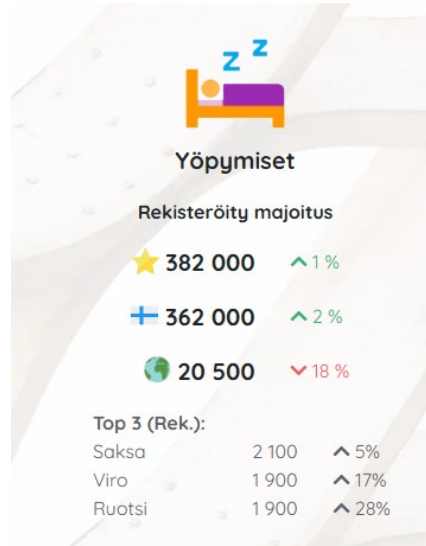 z z
Yöpymiset
Rekisteröity majoitus
382 000 1 %
362 000 2 %
20 500 18 %
Top 3 (Rek.):
Saksa 2 100 5%
Viro 1 900 17%
Ruotsi 1 900 28%